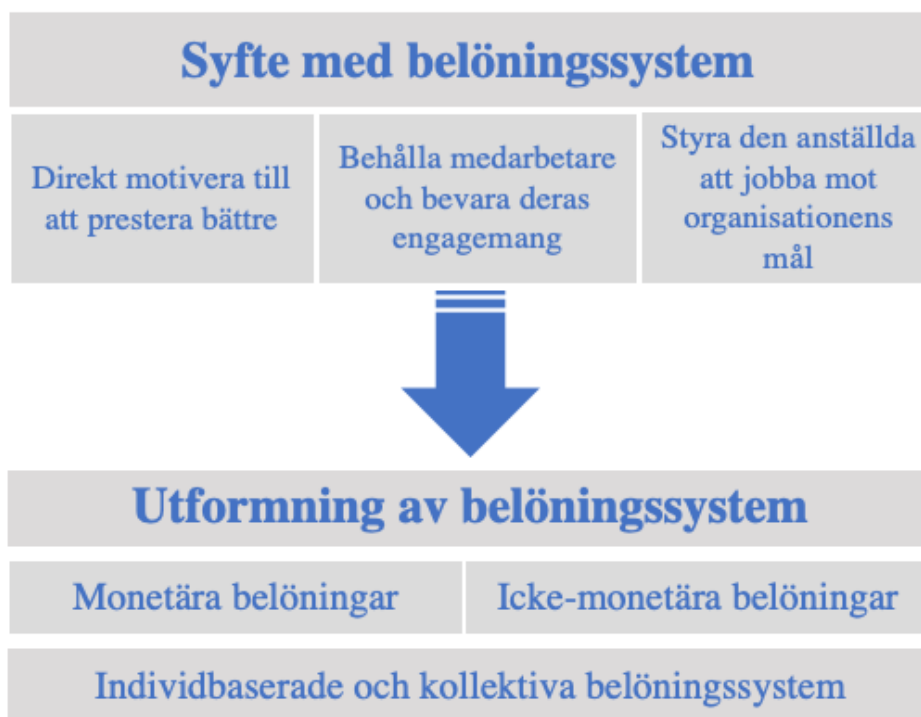 Syfte med belöningssystem
Direkt motivera till
att prestera bättre
Behålla medarbetare
och bevara deras
engagemang
Styra den anställda
att jobba mot
organisationens
mål
Utformning av belöningssystem
Monetära belöningar
Icke-monetära belöningar
Individbaserade och kollektiva belöningssystem